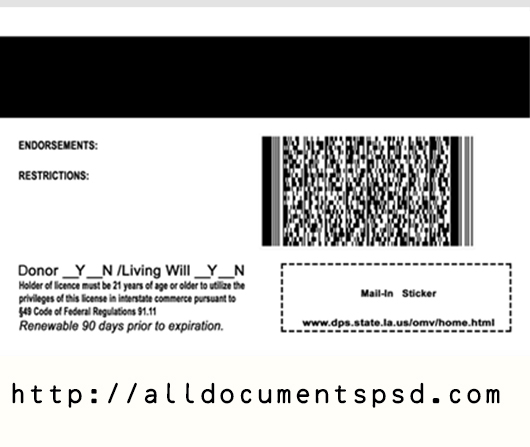 ENDORSEMENTS:
RESTRICTIONS:
Donor __Y__N /Living Will __Y__N
Holder of licence must be 21 years of age or older to utilize the
privileges of this license in interstate commerce pursuant to
§49 Code of Federal Regulations 91.11
Renewable 90 days prior to expiration.
Mail-In Sticker
www.dps.state.la.us/omv/home.html
http://alldocumentspsd.com